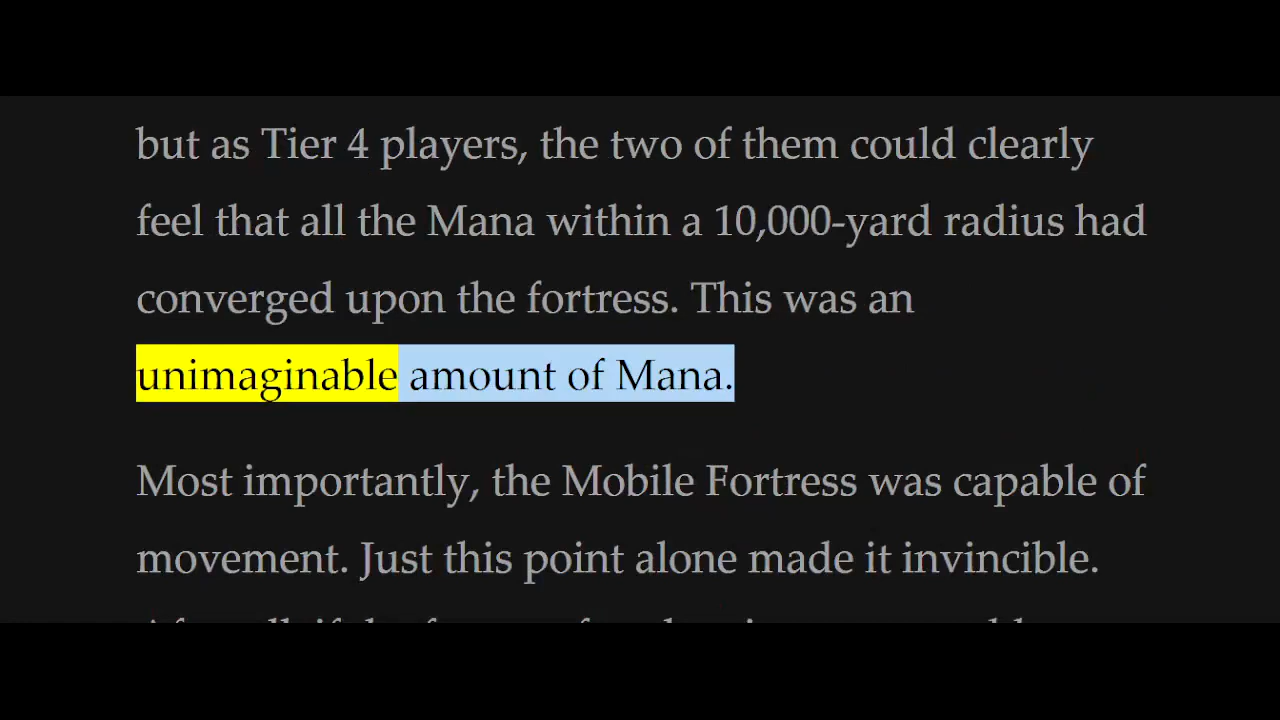 but as Tier 4 players, the two of them could clearly
feel that all the Mana within a 10,000-yard radius had
converged upon the fortress. This was an
unimaginable amount of Mana.
Most importantly, the Mobile Fortress was capable of
movement. Just this point alone made it invincible.